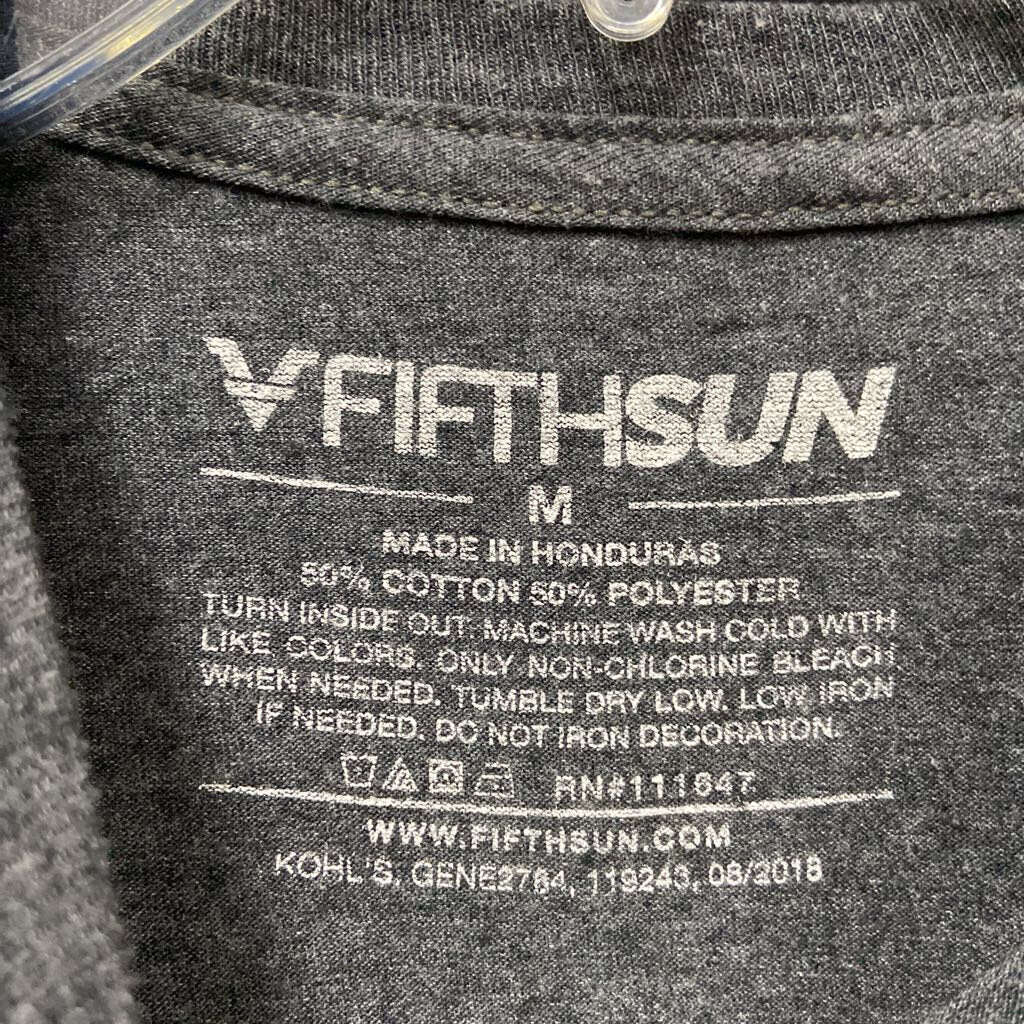 FIFTHSUN
M
MADE IN HONDURAS
50% COTTON 50% POLYESTER
TURN INSIDE OUT. MACHINE WASH COLD WITH
LIKE COLORS. ONLY NON-CHLORINE BLEACH
WHEN NEEDED. TUMBLE DRY LOW. LOW IRON
IF NEEDED. DO NOT IRON DECORATION.
RN#111647
WWW.FIFTHSUN.COM
KOHL'S, GENE2784, 119243, 08/2018